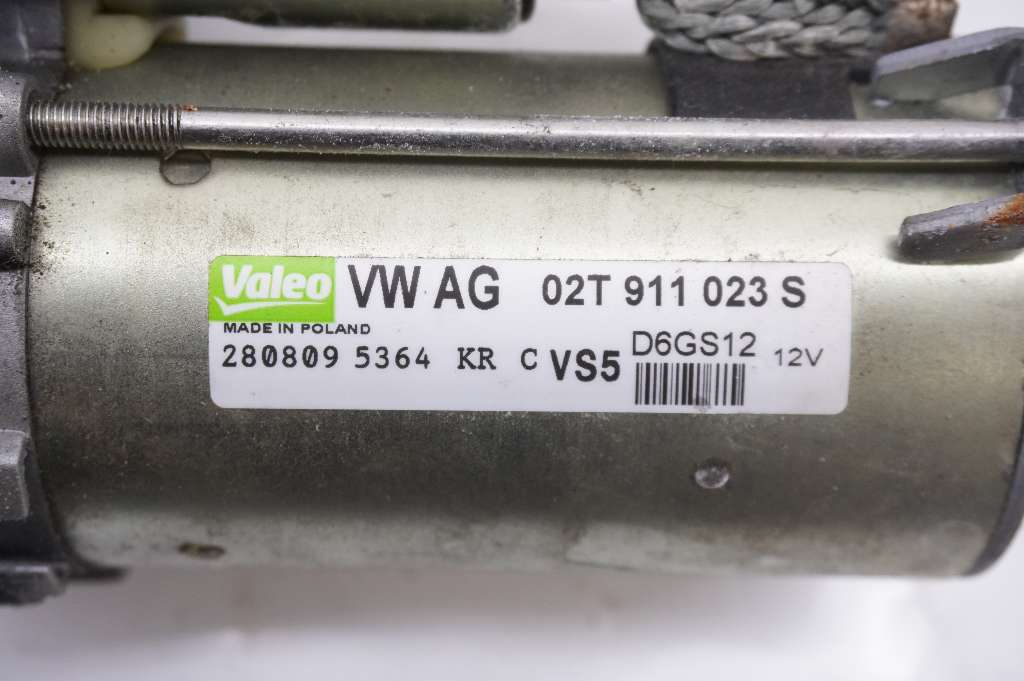 Valeo VW AG 02T 911 023 S
MADE IN POLAND
280809 5364 KR C VS5 D6GS12 12V